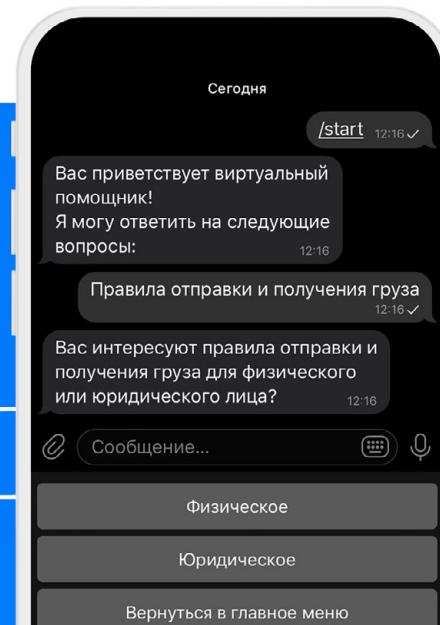 Сегодня
/start 12:16
Вас приветствует виртуальный
помощник!
Я могу ответить на следующие
вопросы: 12:16
Правила отправки и получения груза
12:16
Вас интересуют правила отправки и
получения груза для физического
или юридического лица? 12:16
Сообщение...
Физическое
Юридическое
Вернуться в главное меню